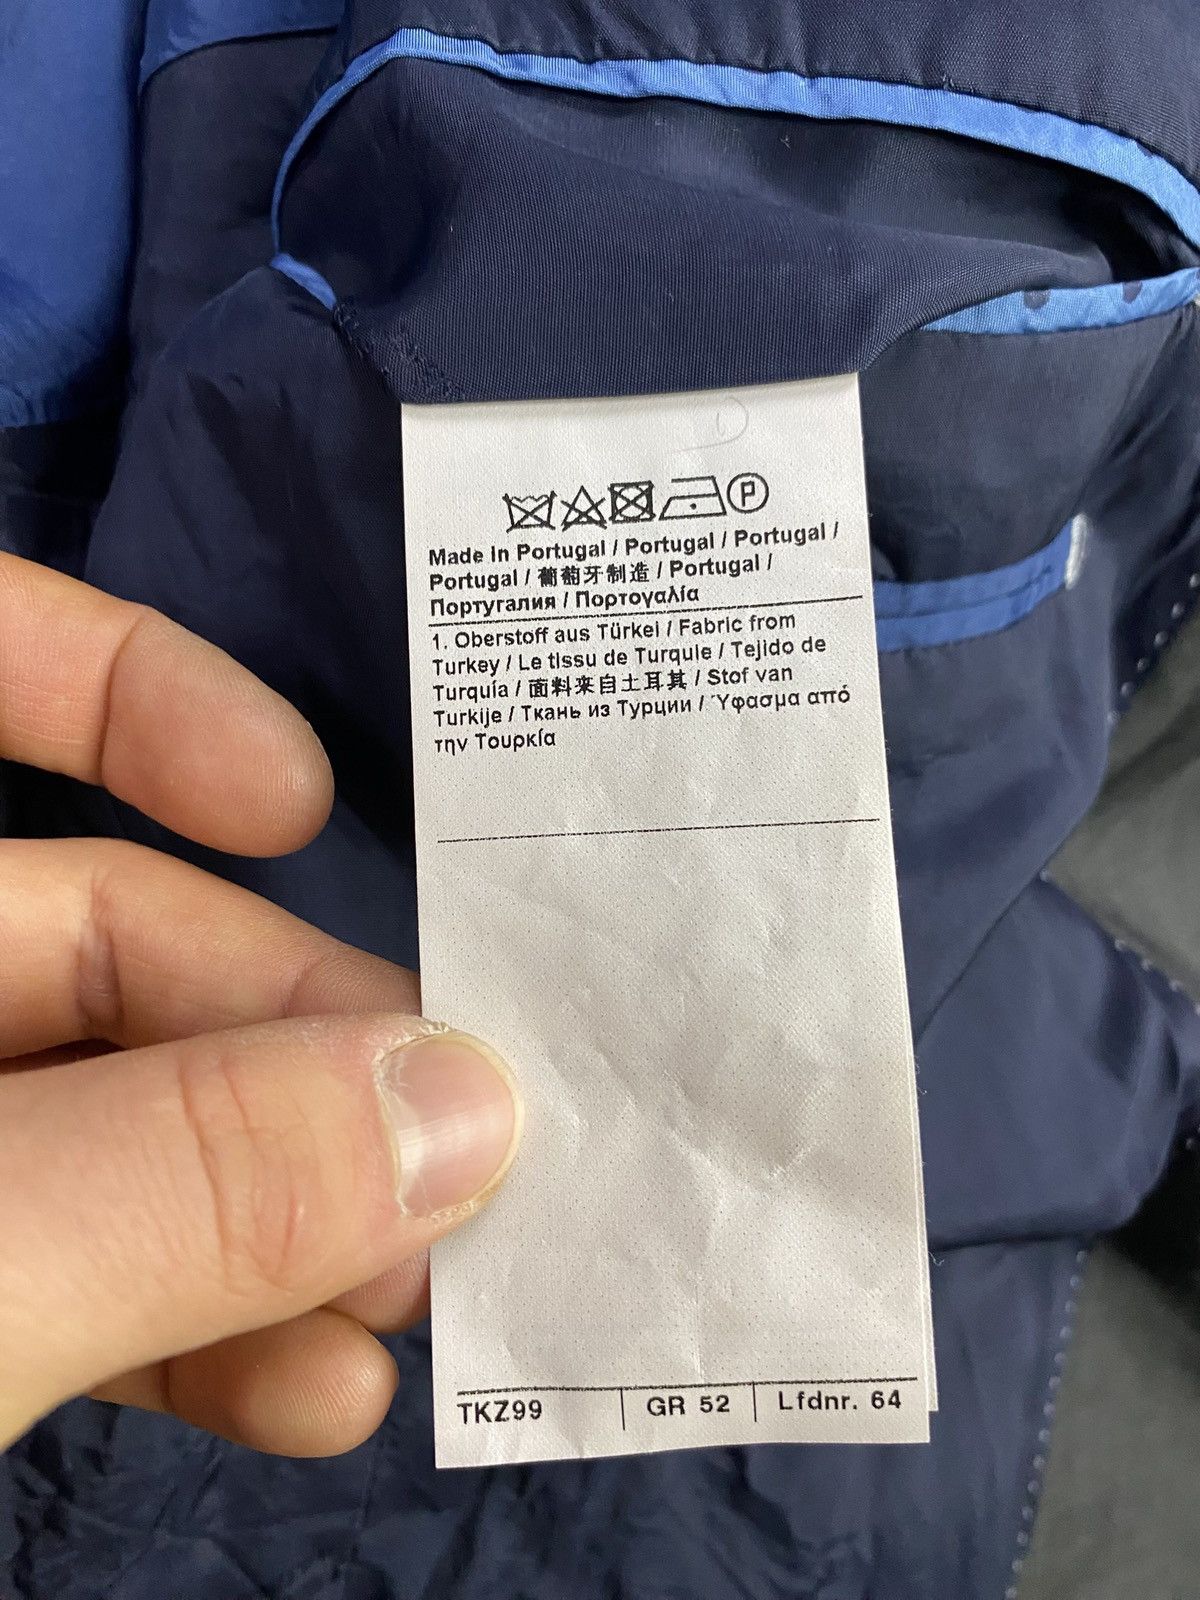 P
Made in Portugal / Portugal / Portugal /
Portugal / 葡萄牙制造 / Portugal /
Португалия / Πορτογαλία
1. Oberstoff aus Türkei / Fabric from
Turkey / Le tissu de Turquie / Tejido de
Turquía / 面料来自土耳其 / Stof van
Turkije / Ткань из Турции / Ύφασμα από
την Τουρκία
TKZ99 GR 52 Lfdnr. 64